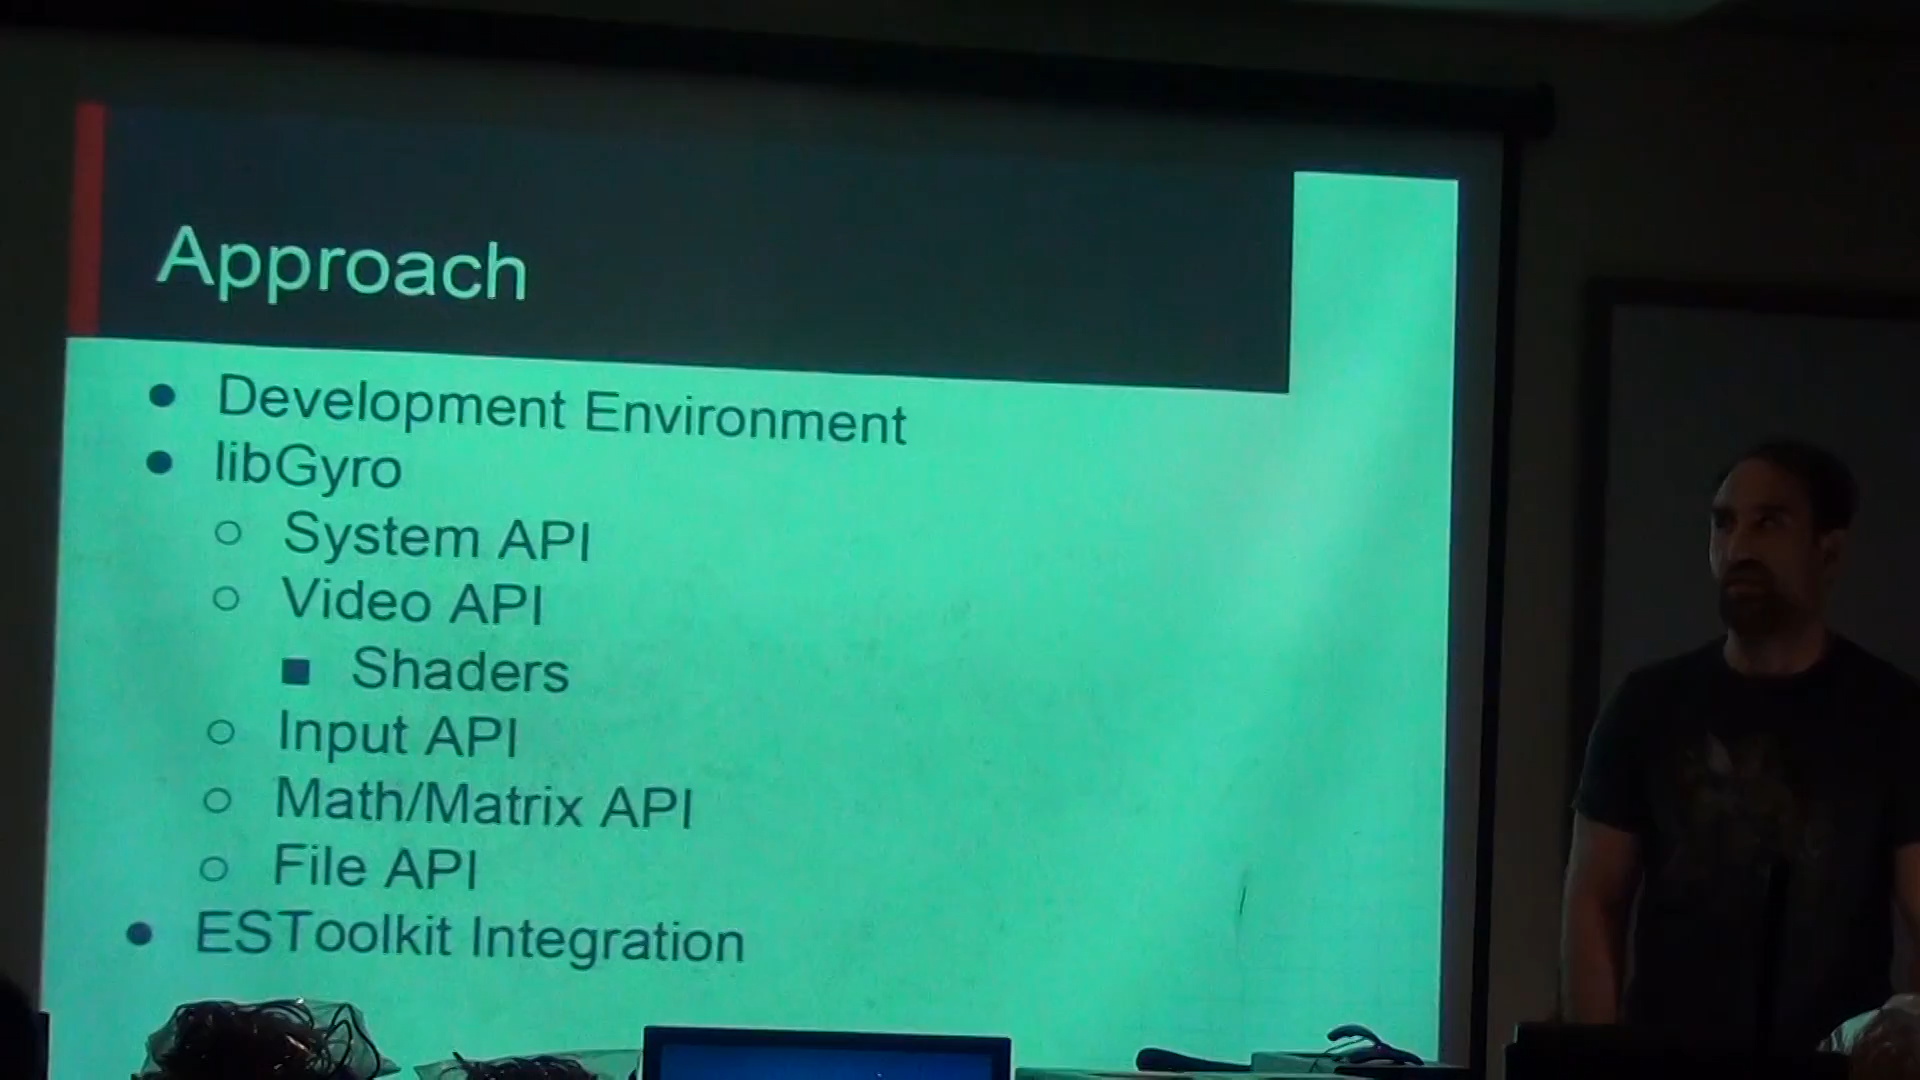 Approach
Development Environment
libGyro
System API
Video API
Shaders
Input API
Math/Matrix API
File API
ESToolkit Integration